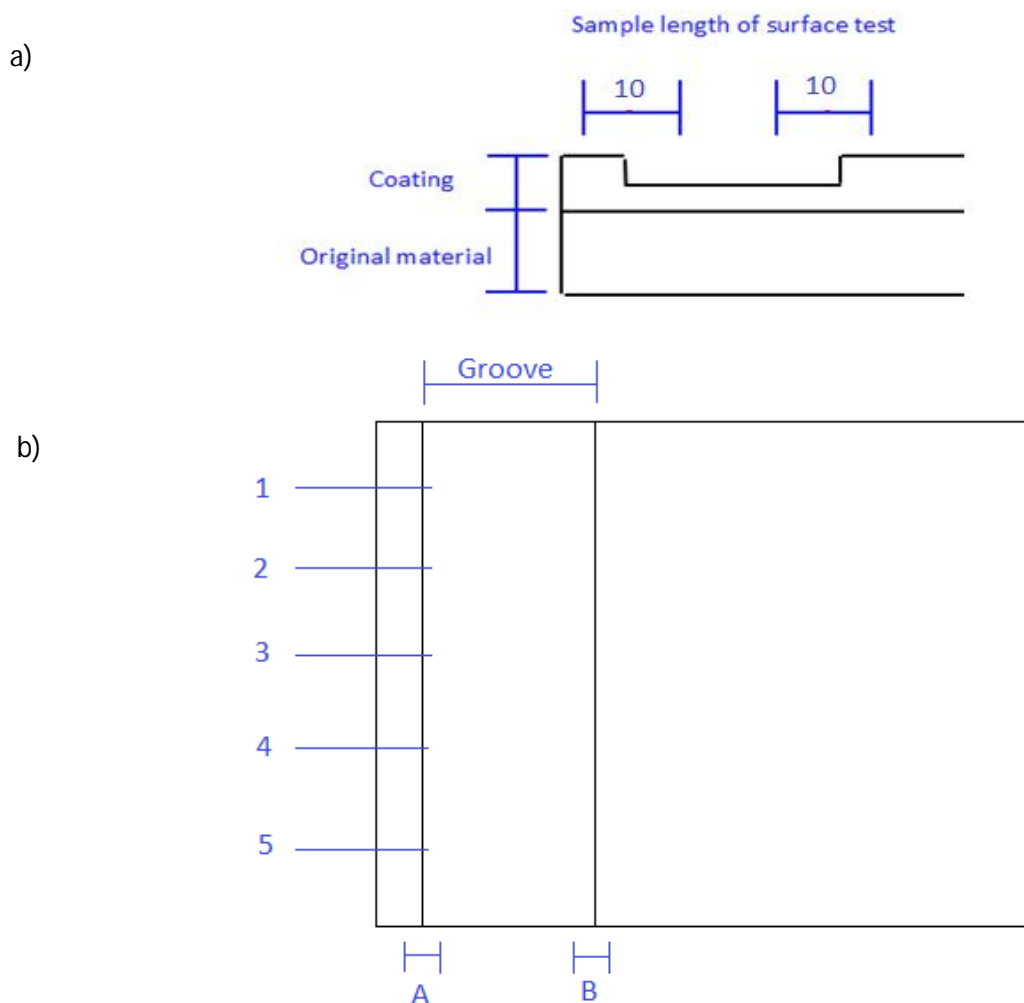 a)
Sample length of surface test
10 10
Coating
Original material
Groove
b)
1
2
3
4
5
A B